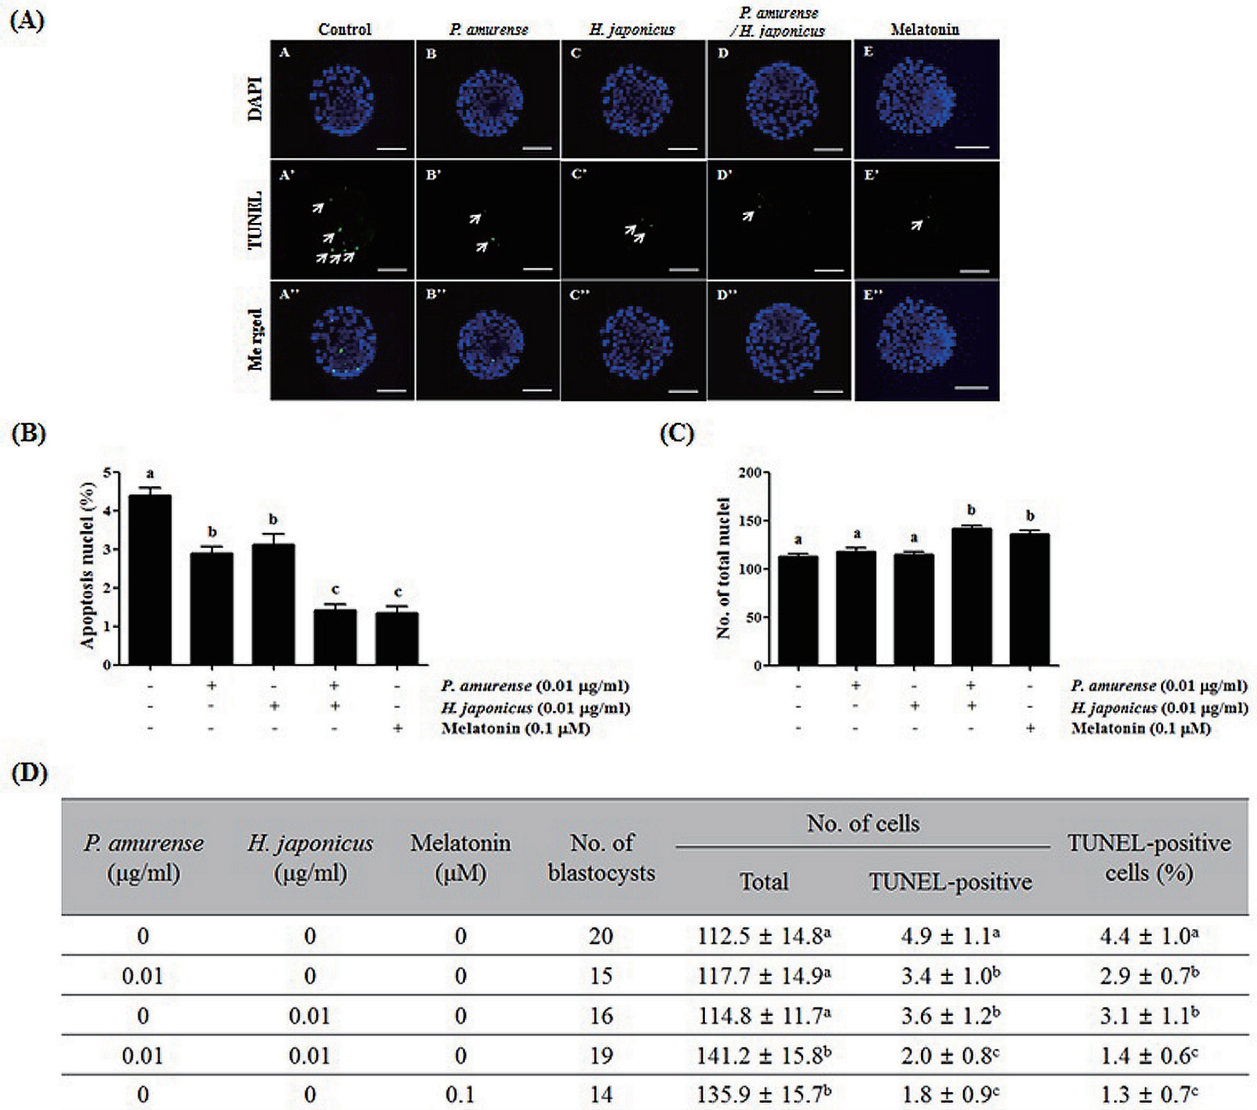 (A)
Control P. amurense H. japonicus P. amurense / H. japonicus Melatonin
DAPI
A B C D E
TUNEL
A' B' C' D' E'
Merged
A'' B'' C'' D'' E''
(B)
Apoptosis nuclei (%)
5
4
3
2
1
0
a b b c c
- + - + - P. amurense (0.01 µg/ml)
- - + + - H. japonicus (0.01 µg/ml)
- - - - + Melatonin (0.1 µM)
(C)
No. of total nuclei
200
150
100
50
0
a a a b b
- + - + - P. amurense (0.01 µg/ml)
- - + + - H. japonicus (0.01 µg/ml)
- - - - + Melatonin (0.1 µM)
(D)
P. amurense (µg/ml) H. japonicus (µg/ml) Melatonin (µM) No. of blastocysts No. of cells TUNEL-positive cells (%)
Total TUNEL-positive
0 0 0 20 112.5 ± 14.8ᵃ 4.9 ± 1.1ᵃ 4.4 ± 1.0ᵃ
0.01 0 0 15 117.7 ± 14.9ᵃ 3.4 ± 1.0ᵇ 2.9 ± 0.7ᵇ
0 0.01 0 16 114.8 ± 11.7ᵃ 3.6 ± 1.2ᵇ 3.1 ± 1.1ᵇ
0.01 0.01 0 19 141.2 ± 15.8ᵇ 2.0 ± 0.8ᶜ 1.4 ± 0.6ᶜ
0 0 0.1 14 135.9 ± 15.7ᵇ 1.8 ± 0.9ᶜ 1.3 ± 0.7ᶜ